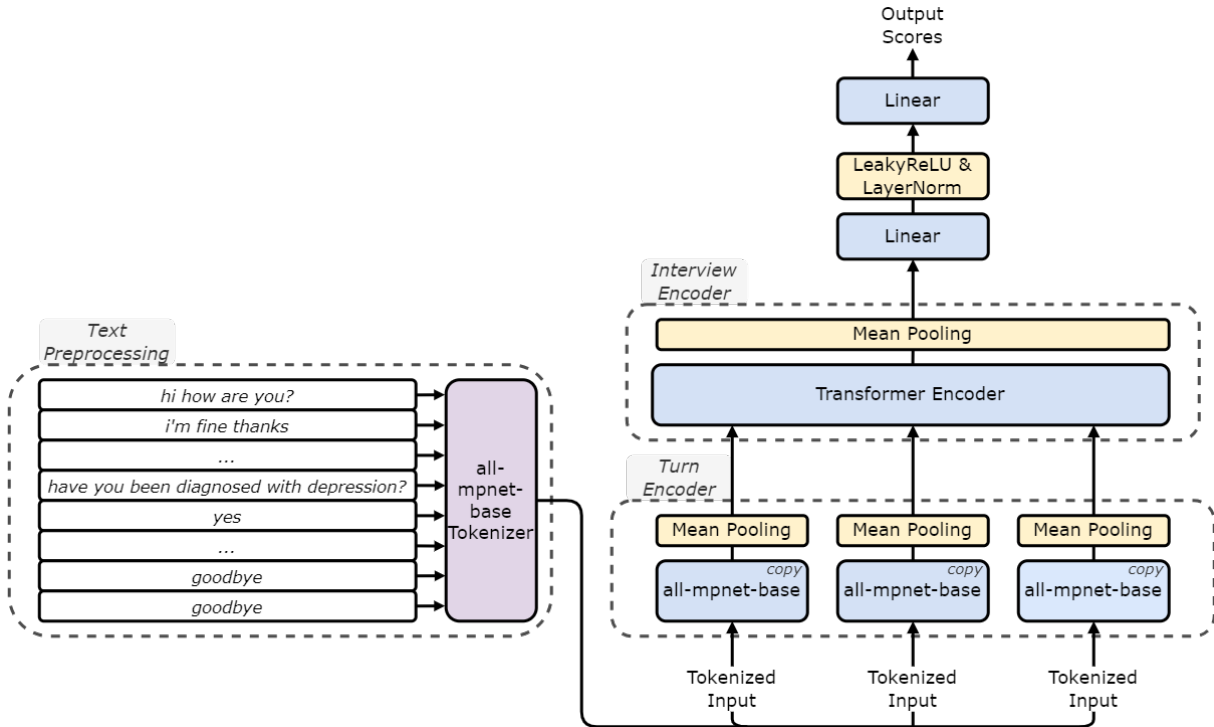 Output
Scores
Linear
LeakyReLU &
LayerNorm
Linear
Interview
Encoder
Mean Pooling
Transformer Encoder
Text
Preprocessing
hi how are you?
i'm fine thanks
...
have you been diagnosed with depression?
yes
...
goodbye
goodbye
all-
mpnet-
base
Tokenizer
Turn
Encoder
Mean Pooling
Mean Pooling
Mean Pooling
copy
all-mpnet-base
copy
all-mpnet-base
copy
all-mpnet-base
Tokenized
Input
Tokenized
Input
Tokenized
Input